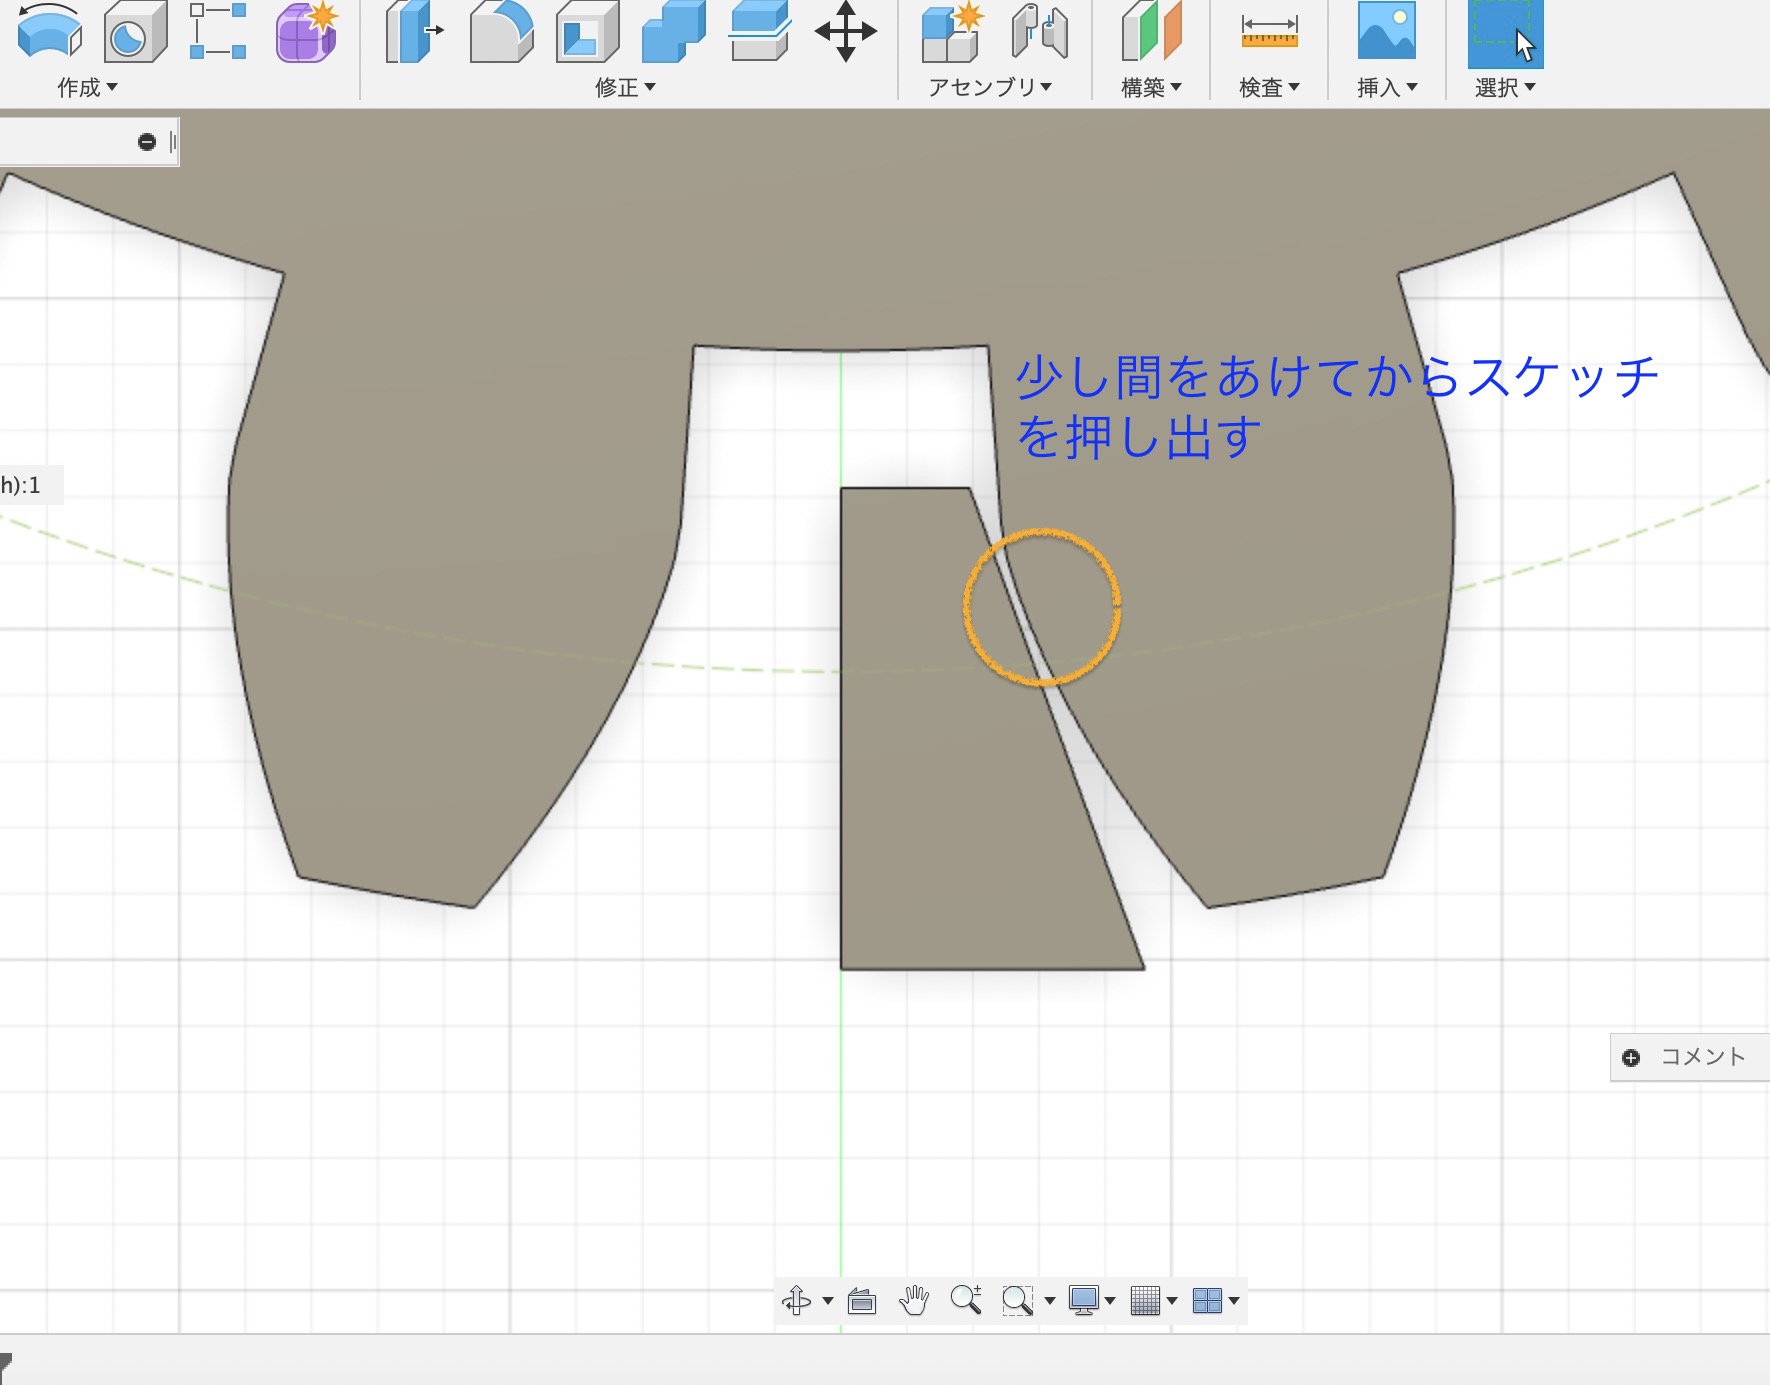 作成▼ 修正▼ アセンブリ▼ 構築▼ 検査▼ 挿入▼ 選択▼
少し間をあけてからスケッチ
を押し出す
h):1
コメント